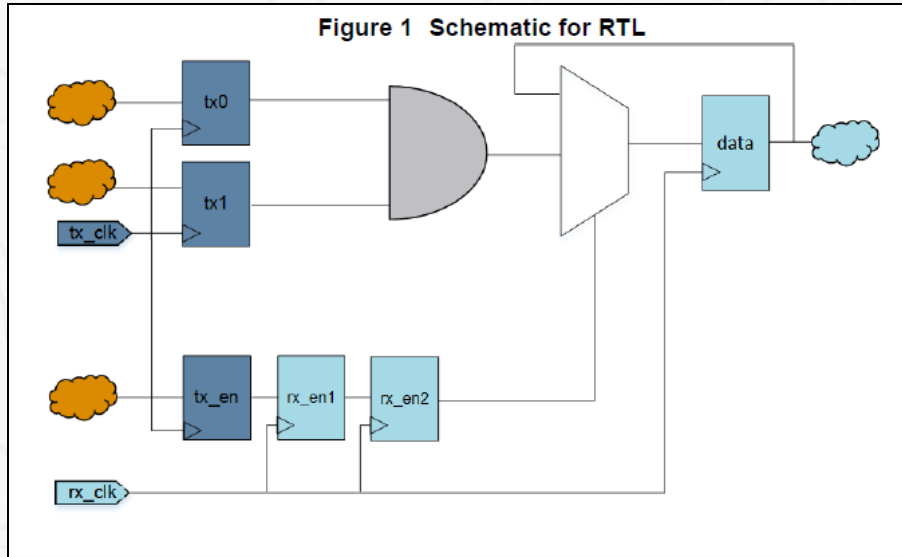 Figure 1 Schematic for RTL
tx0
data
tx1
tx_clk
tx_en
rx_en1
rx_en2
rx_clk